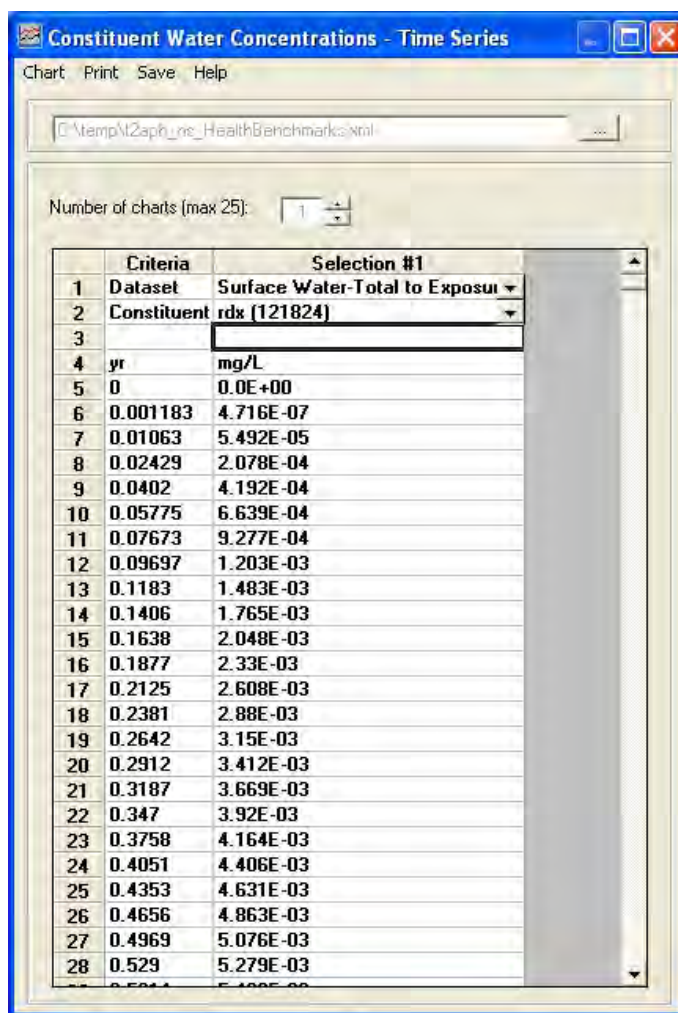 Constituent Water Concentrations - Time Series
Chart Print Save Help
...
Number of charts (max 25): 1
Criteria Selection #1
1 Dataset Surface Water-Total to Exposur
2 Constituent rdx (121824)
3
4 yr mg/L
5 0 0.0E+00
6 0.001183 4.716E-07
7 0.01063 5.492E-05
8 0.02429 2.078E-04
9 0.0402 4.192E-04
10 0.05775 6.639E-04
11 0.07673 9.277E-04
12 0.09697 1.203E-03
13 0.1183 1.483E-03
14 0.1406 1.765E-03
15 0.1638 2.048E-03
16 0.1877 2.33E-03
17 0.2125 2.608E-03
18 0.2381 2.88E-03
19 0.2642 3.15E-03
20 0.2912 3.412E-03
21 0.3187 3.669E-03
22 0.347 3.92E-03
23 0.3758 4.164E-03
24 0.4051 4.406E-03
25 0.4353 4.631E-03
26 0.4656 4.863E-03
27 0.4969 5.076E-03
28 0.529 5.279E-03